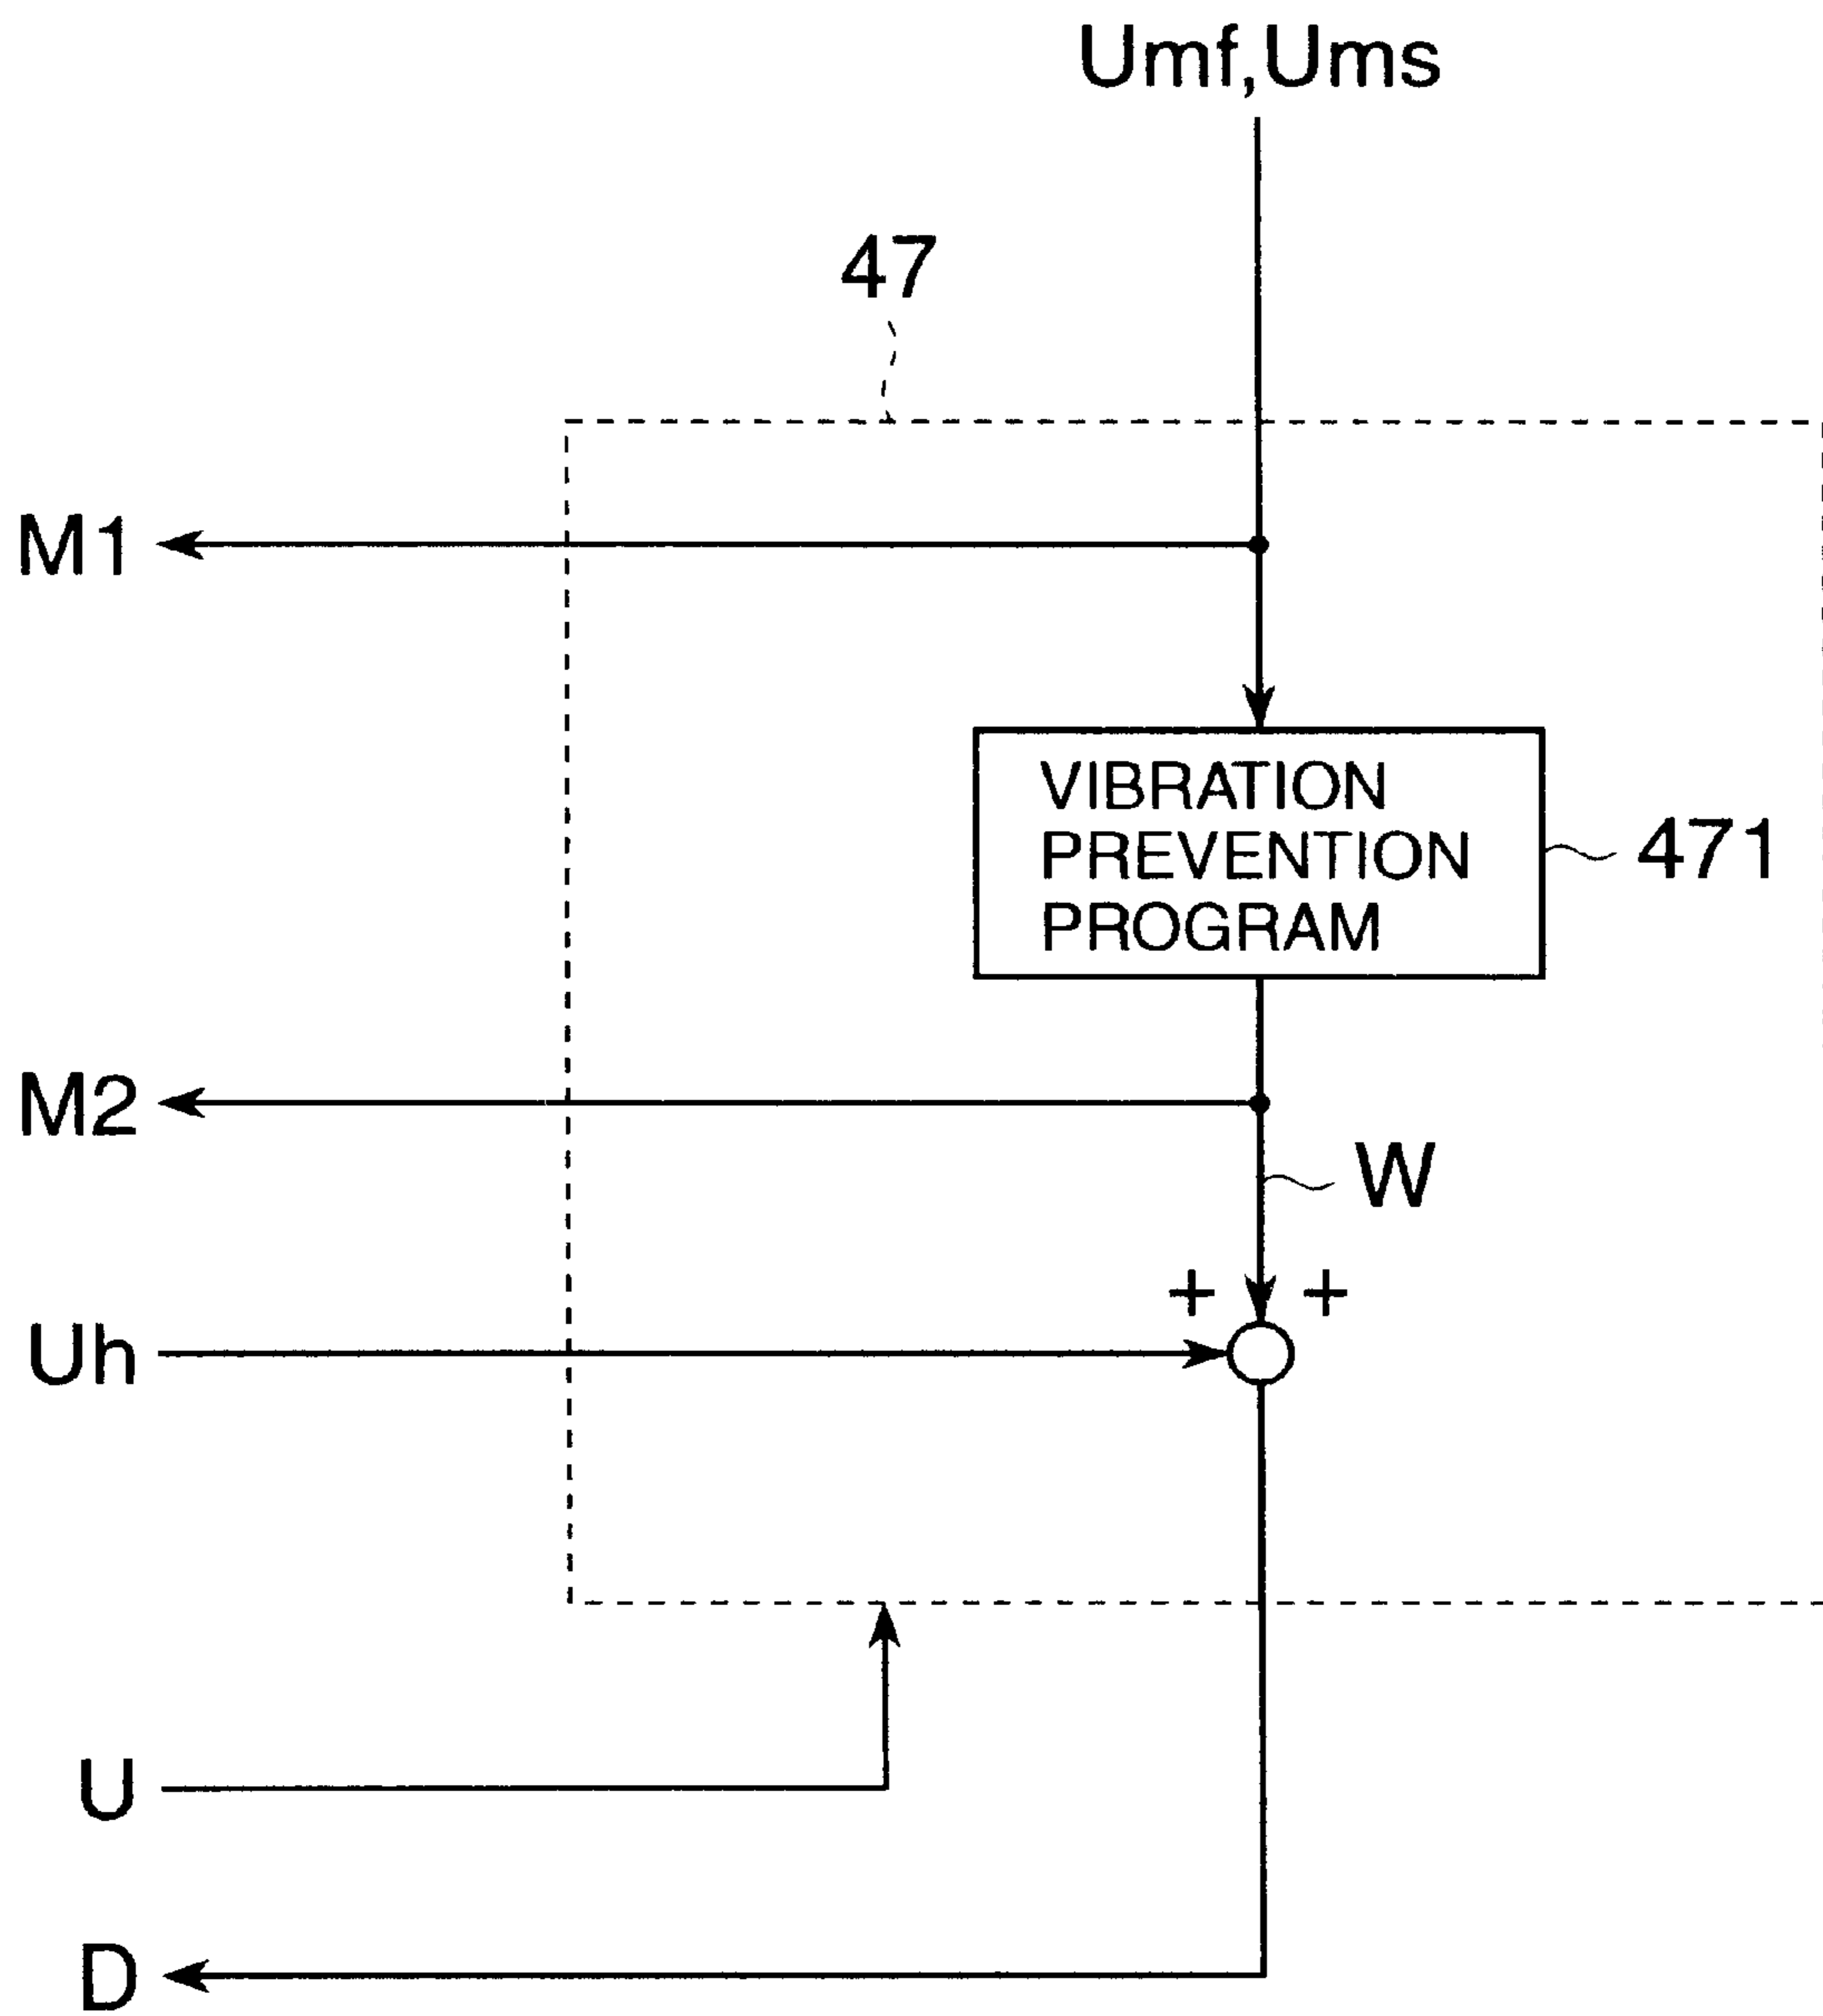 Umf,Ums
47
M1
VIBRATION
PREVENTION
PROGRAM
471
M2
W
+ +
Uh
U
D